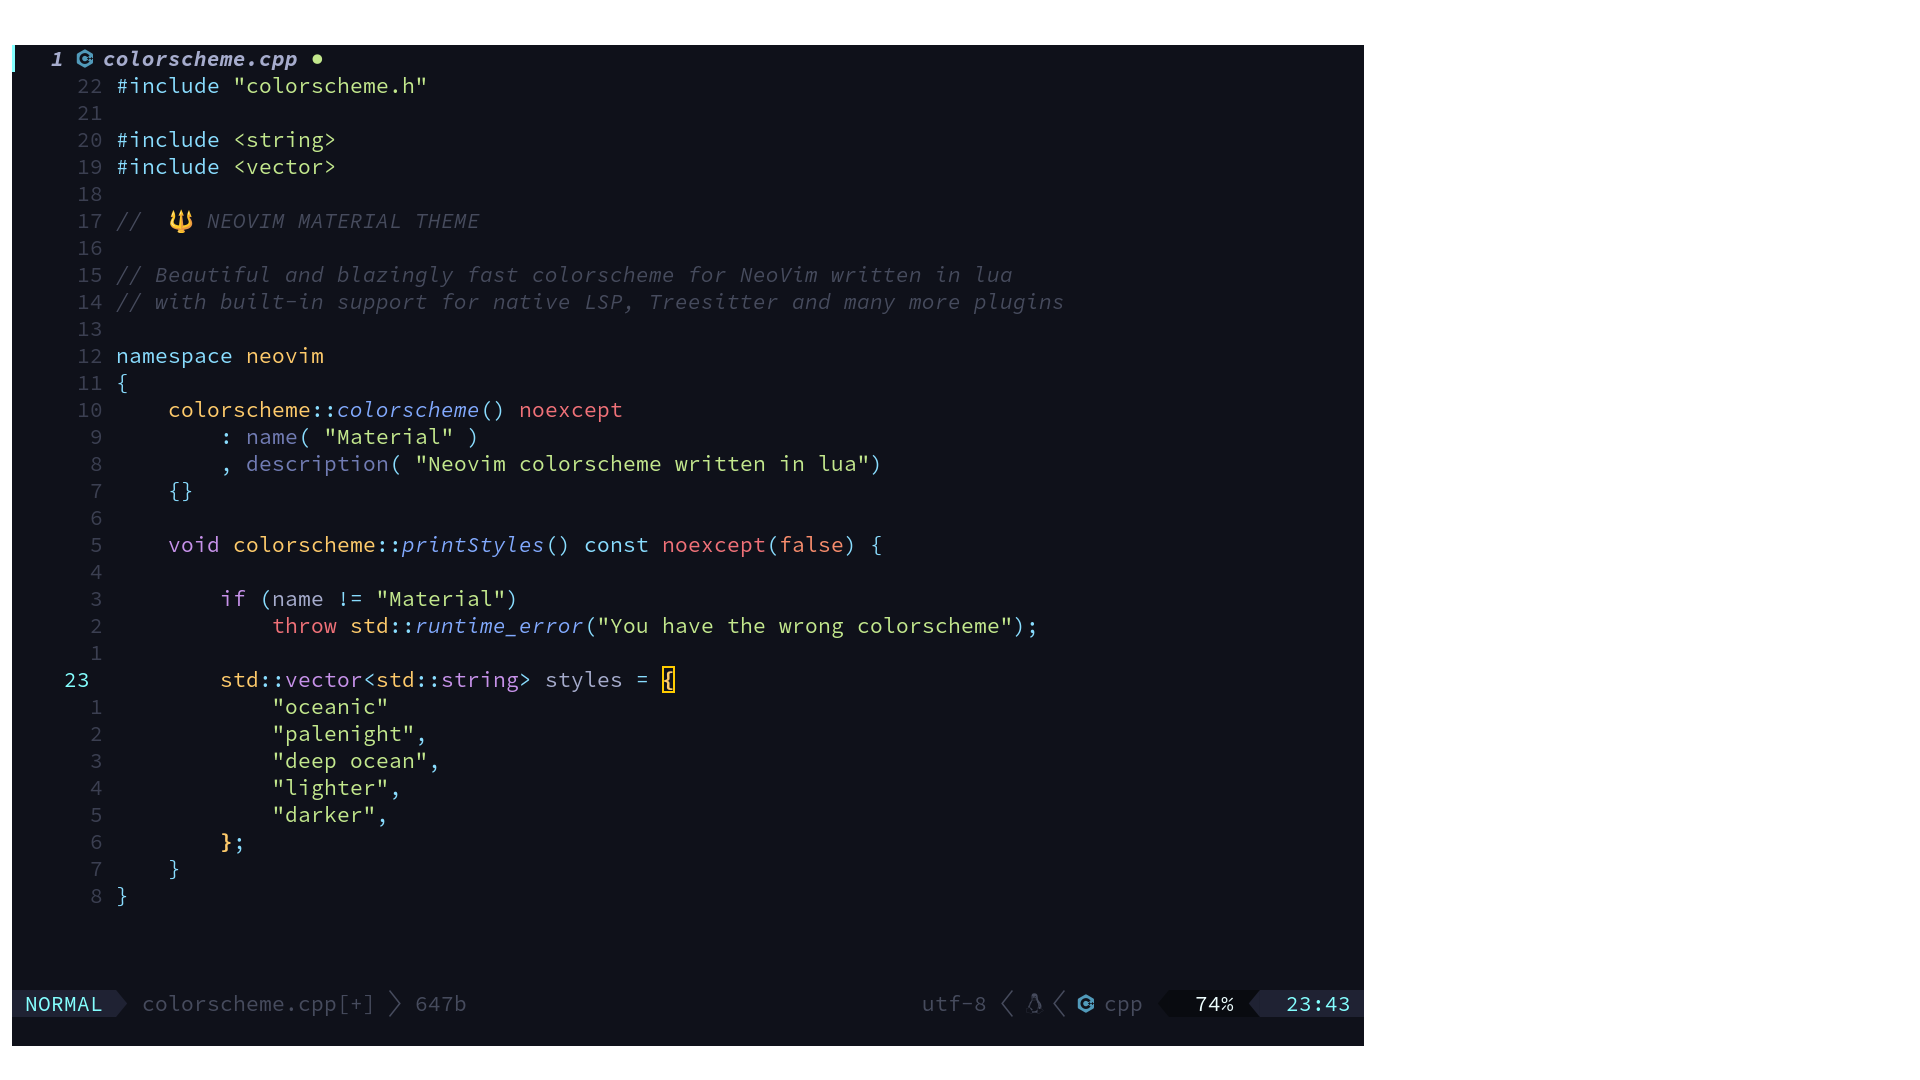 1 colorscheme.cpp ●
22 #include "colorscheme.h"
21
20 #include <string>
19 #include <vector>
18
17 //  🔱 NEOVIM MATERIAL THEME
16
15 // Beautiful and blazingly fast colorscheme for NeoVim written in lua
14 // with built-in support for native LSP, Treesitter and many more plugins
13
12 namespace neovim
11 {
10     colorscheme::colorscheme() noexcept
9         : name( "Material" )
8         , description( "Neovim colorscheme written in lua")
7     {}
6
5     void colorscheme::printStyles() const noexcept(false) {
4
3         if (name != "Material")
2             throw std::runtime_error("You have the wrong colorscheme");
1
23         std::vector<std::string> styles = {
1             "oceanic"
2             "palenight",
3             "deep ocean",
4             "lighter",
5             "darker",
6         };
7     }
8 }
NORMAL colorscheme.cpp[+] 647b utf-8 cpp 74% 23:43